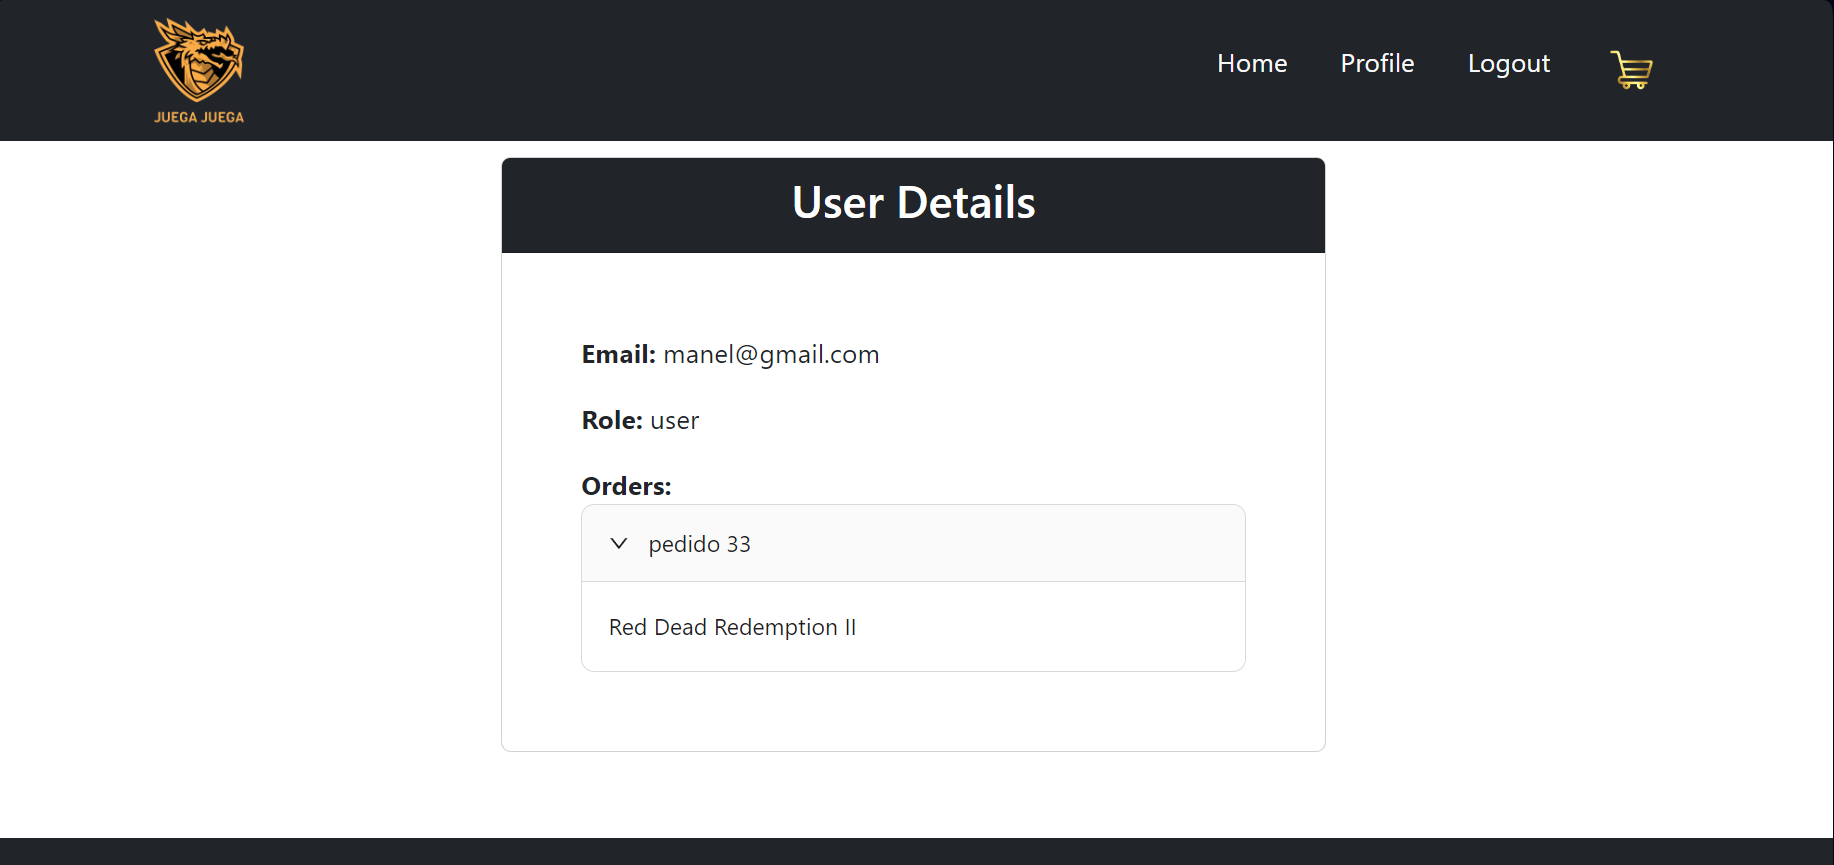 JUEGA JUEGA
Home Profile Logout
User Details
Email: manel@gmail.com
Role: user
Orders:
pedido 33
Red Dead Redemption II